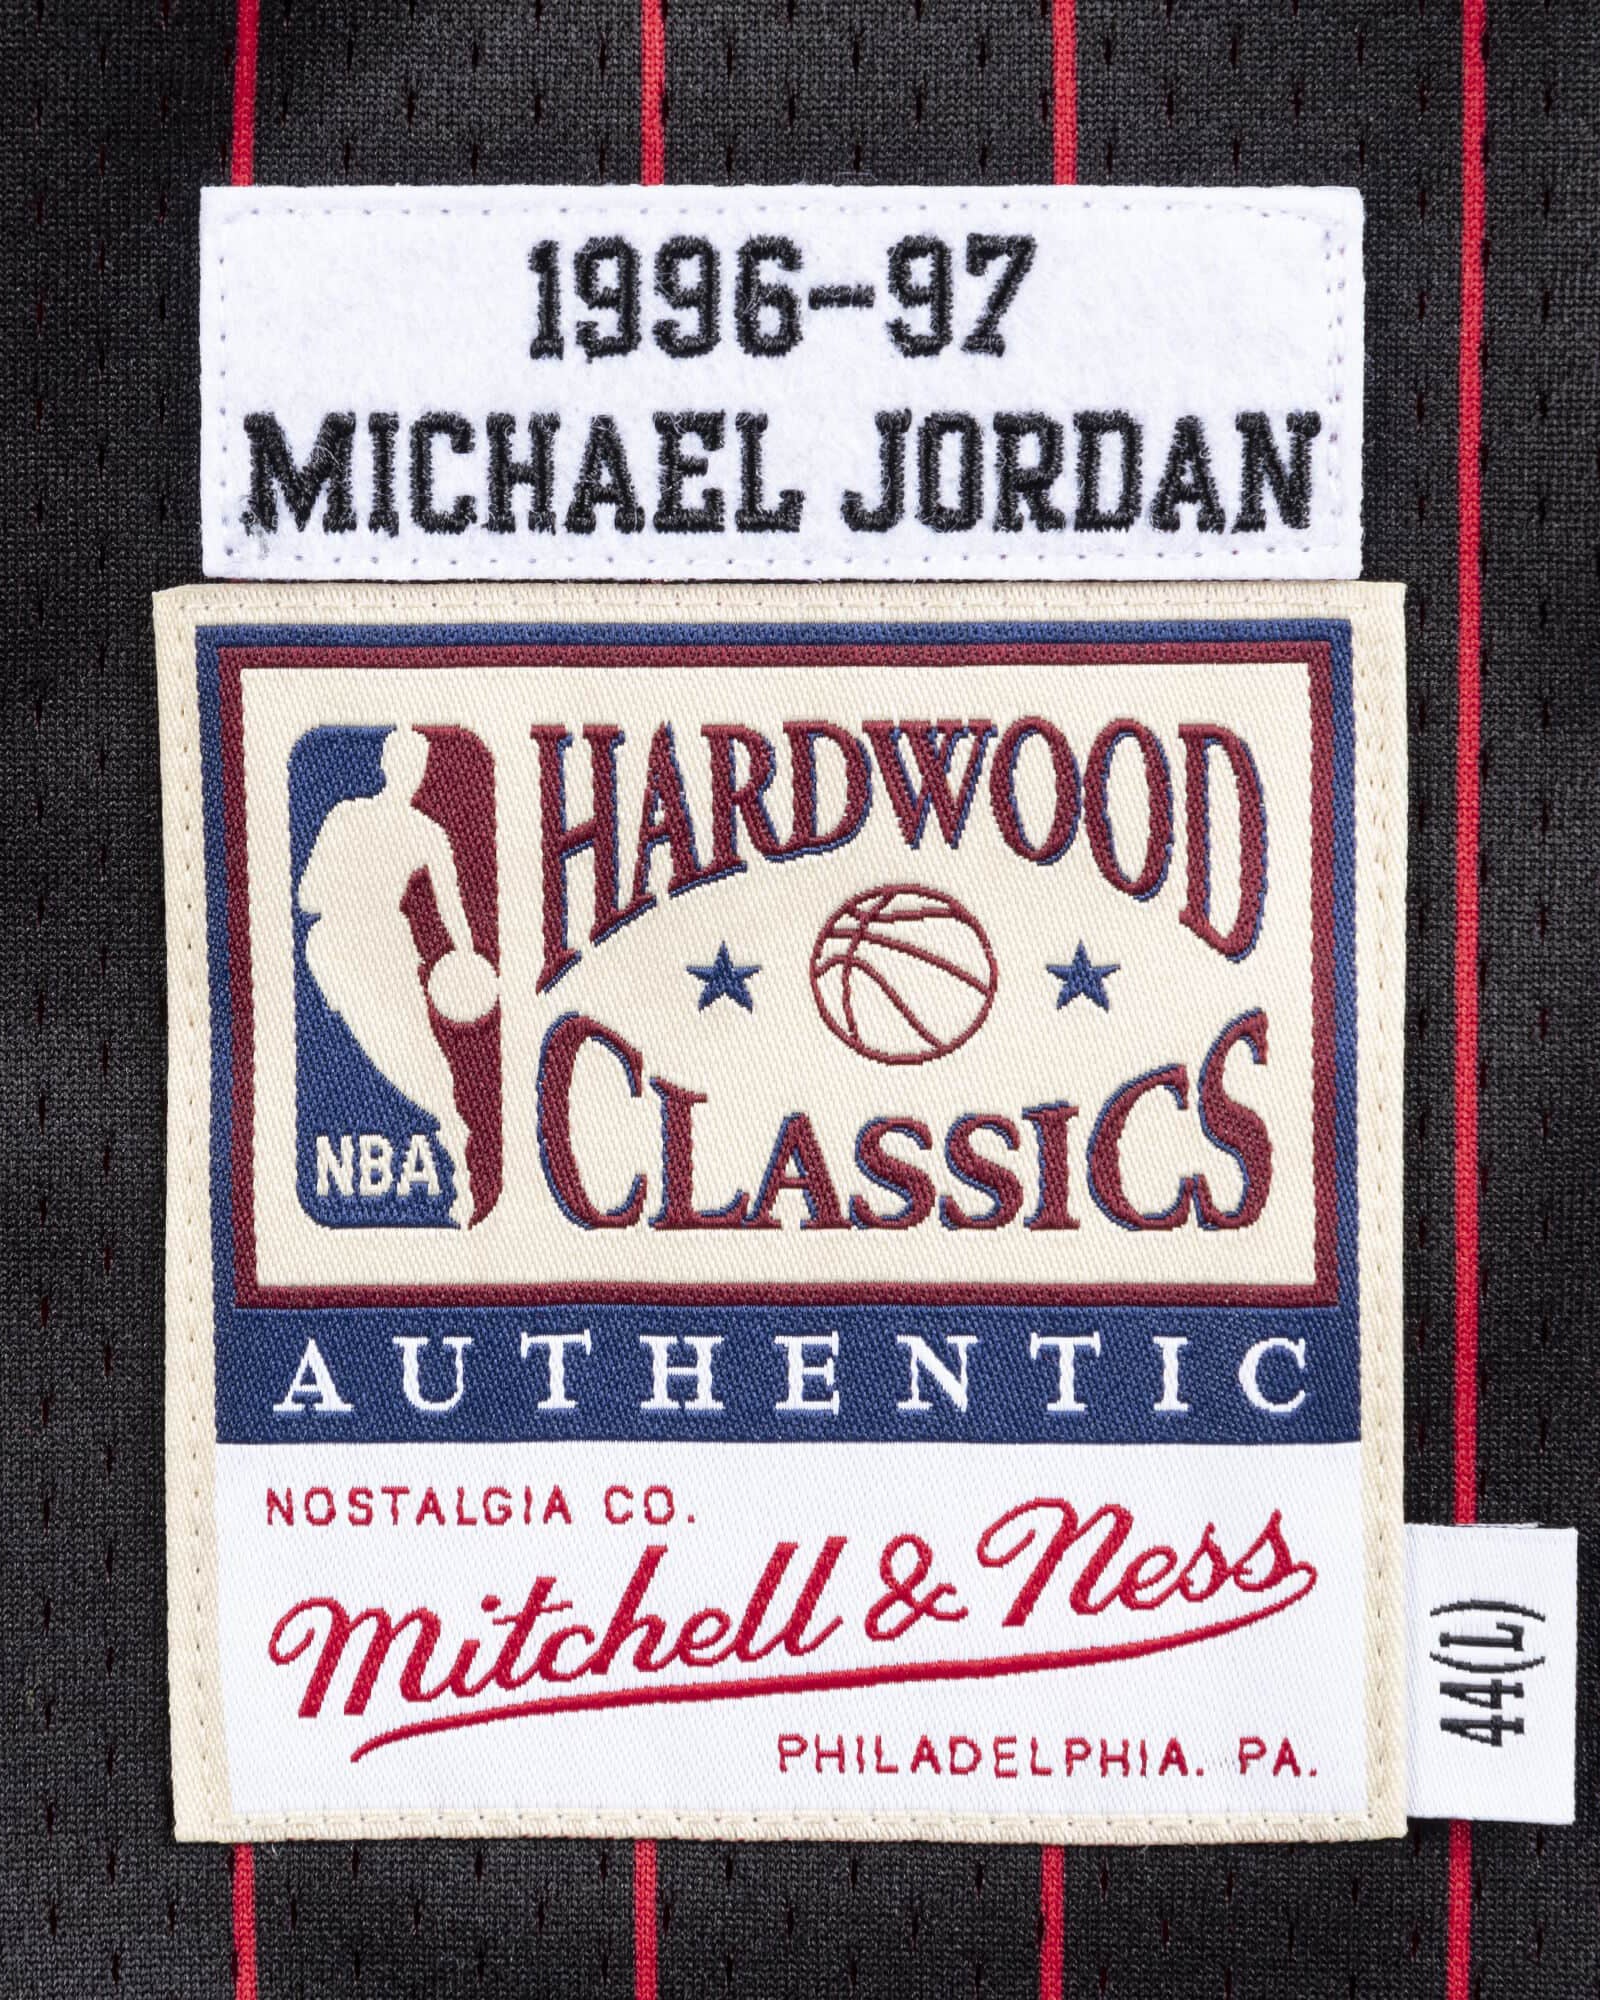 1996-97
MICHAEL JORDAN
HARDWOOD
CLASSICS
NBA
AUTHENTIC
NOSTALGIA CO.
Mitchell & Ness
PHILADELPHIA. PA.
44(L)